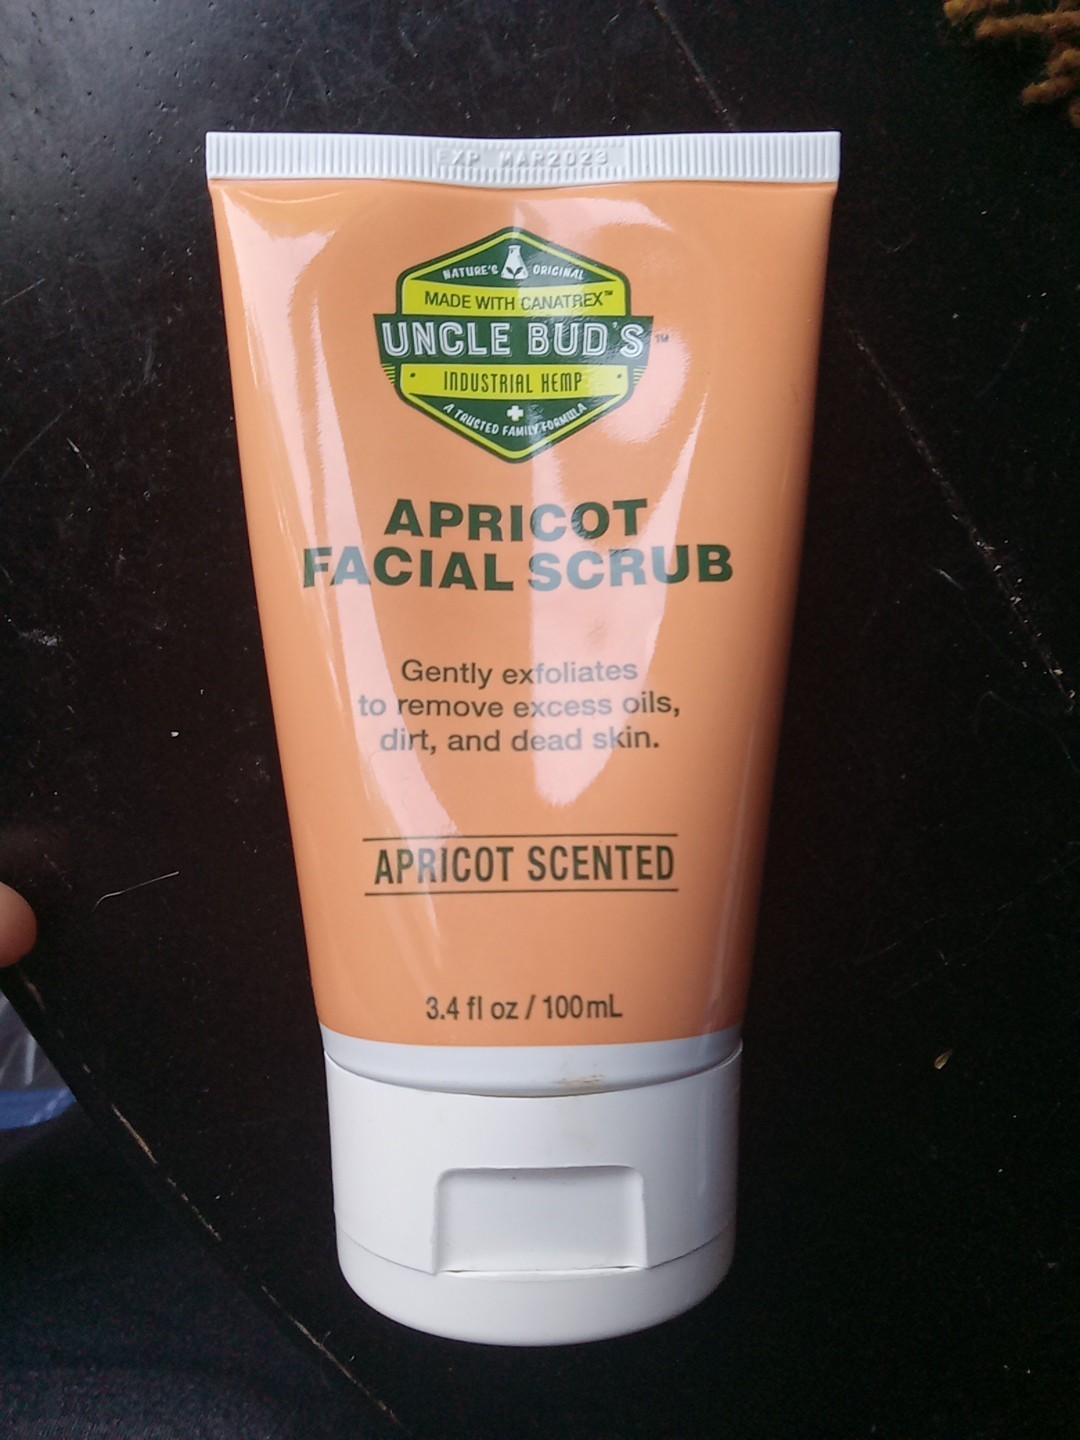 EXP MAR2023
NATURE'S ORIGINAL
MADE WITH CANATREX™
UNCLE BUD'S™
INDUSTRIAL HEMP
A TRUSTED FAMILY FORMULA
APRICOT
FACIAL SCRUB
Gently exfoliates
to remove excess oils,
dirt, and dead skin.
APRICOT SCENTED
3.4 fl oz / 100mL